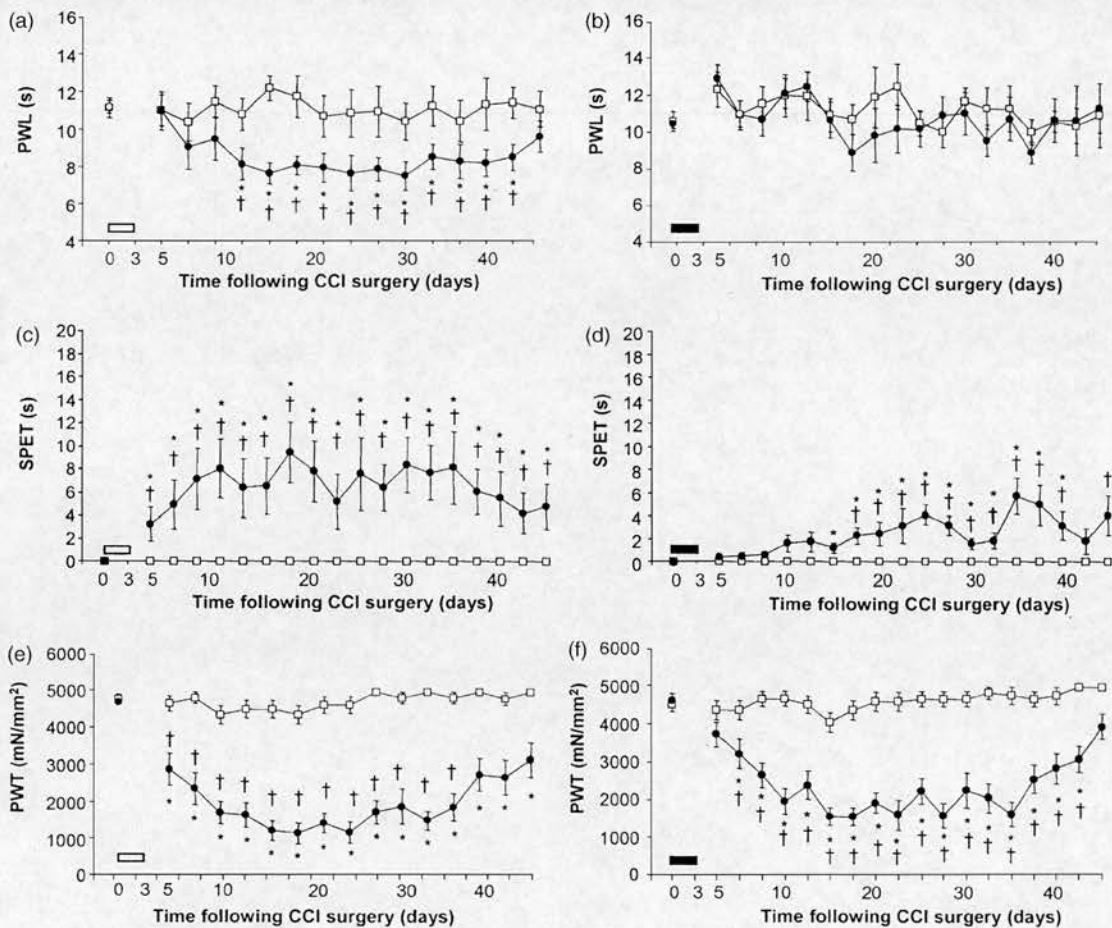 (a)
16
14
12
10
8
6
4
PWL (s)
* * * * * * * * * * *
† † † † † † † † † † †
0 3 5 10 20 30 40
Time following CCI surgery (days)
(b)
16
14
12
10
8
6
4
PWL (s)
0 3 5 10 20 30 40
Time following CCI surgery (days)
(c)
20
18
16
14
12
10
8
6
4
2
0
SPET (s)
* * * * * * * * * * * * * * * * * *
† † † † † † † † † † † † † † † † † †
0 3 5 10 20 30 40
Time following CCI surgery (days)
(d)
20
18
16
14
12
10
8
6
4
2
0
SPET (s)
* * * * * * * * * * *
† † † † † † † † † † †
0 3 5 10 20 30 40
Time following CCI surgery (days)
(e)
6000
5000
4000
3000
2000
1000
0
PWT (mN/mm²)
† † † † † † † † † † † †
* * * * * * * * * * * * * * *
0 3 5 10 20 30 40
Time following CCI surgery (days)
(f)
6000
5000
4000
3000
2000
1000
0
PWT (mN/mm²)
* * * * * * * * * * * * * * *
† † † † † † † † † † † † † † †
0 3 5 10 20 30 40
Time following CCI surgery (days)